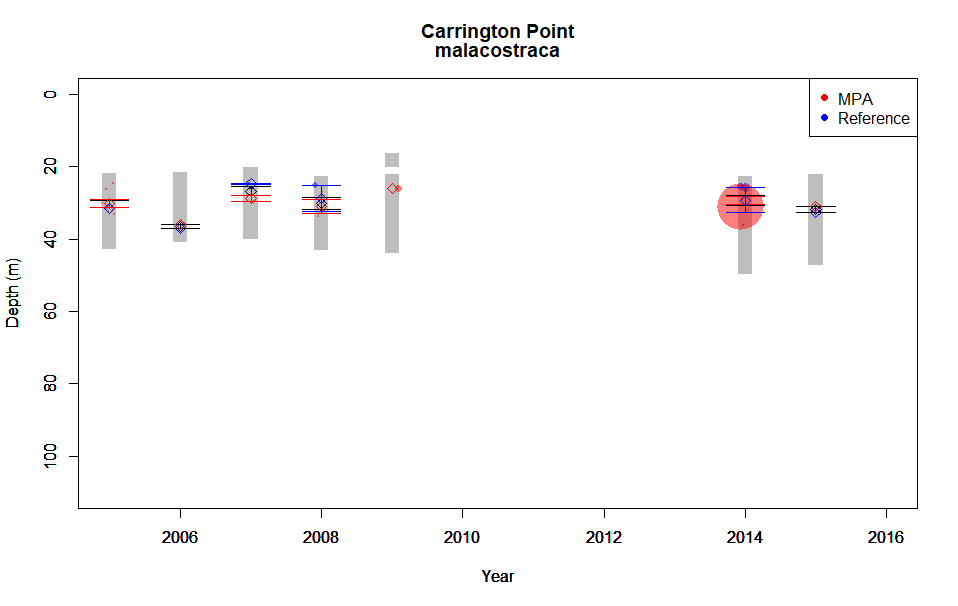 Carrington Point
malacostraca
MPA
Reference
0
20
40
60
80
100
Depth (m)
2006
2008
2010
2012
2014
2016
Year